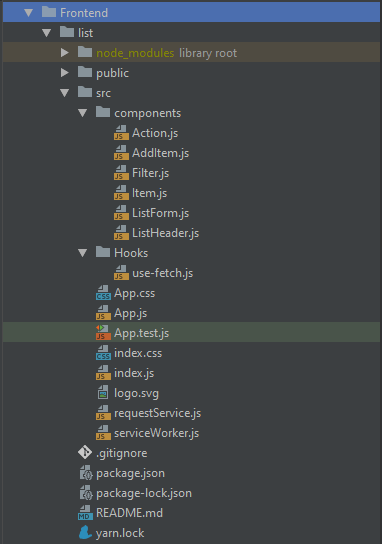 Frontend
list
node_modules library root
public
src
components
Action.js
AddItem.js
Filter.js
Item.js
ListForm.js
ListHeader.js
Hooks
use-fetch.js
App.css
App.js
App.test.js
index.css
index.js
logo.svg
requestService.js
serviceWorker.js
.gitignore
package.json
package-lock.json
README.md
yarn.lock